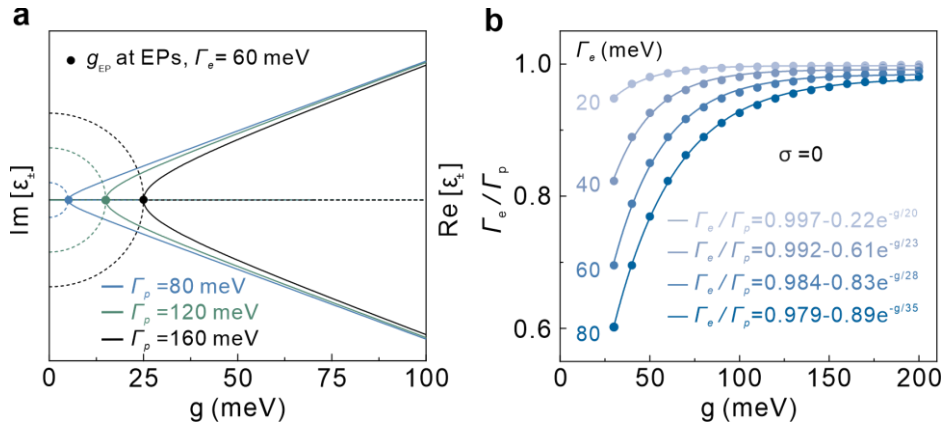 a
● g_EP at EPs, Γ_e = 60 meV
Im [ε_±]
Re [ε_±]
Γ_p = 80 meV
Γ_p = 120 meV
Γ_p = 160 meV
0 25 50 75 100
g (meV)
b
Γ_e (meV)
Γ_e / Γ_p
1.0
0.8
0.6
20
40
60
80
σ = 0
Γ_e / Γ_p = 0.997-0.22e^-g/20
Γ_e / Γ_p = 0.992-0.61e^-g/23
Γ_e / Γ_p = 0.984-0.83e^-g/28
Γ_e / Γ_p = 0.979-0.89e^-g/35
0 50 100 150 200
g (meV)